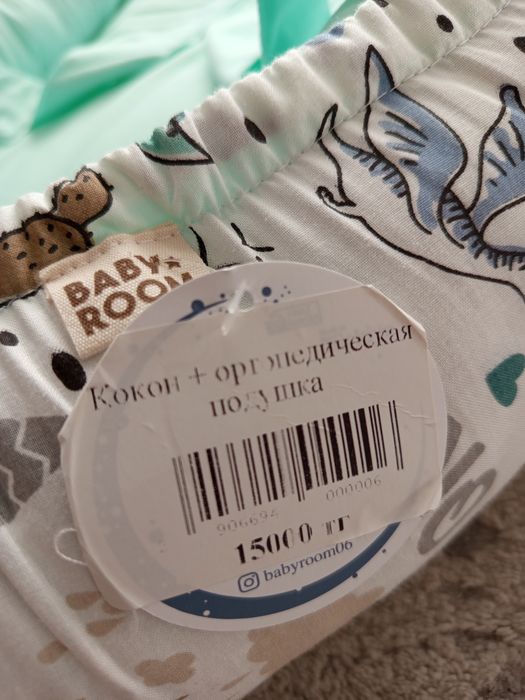 BABY
ROOM
Кокон + ортопедическая
подушка
906694 000006
15000 тг
babyroom06